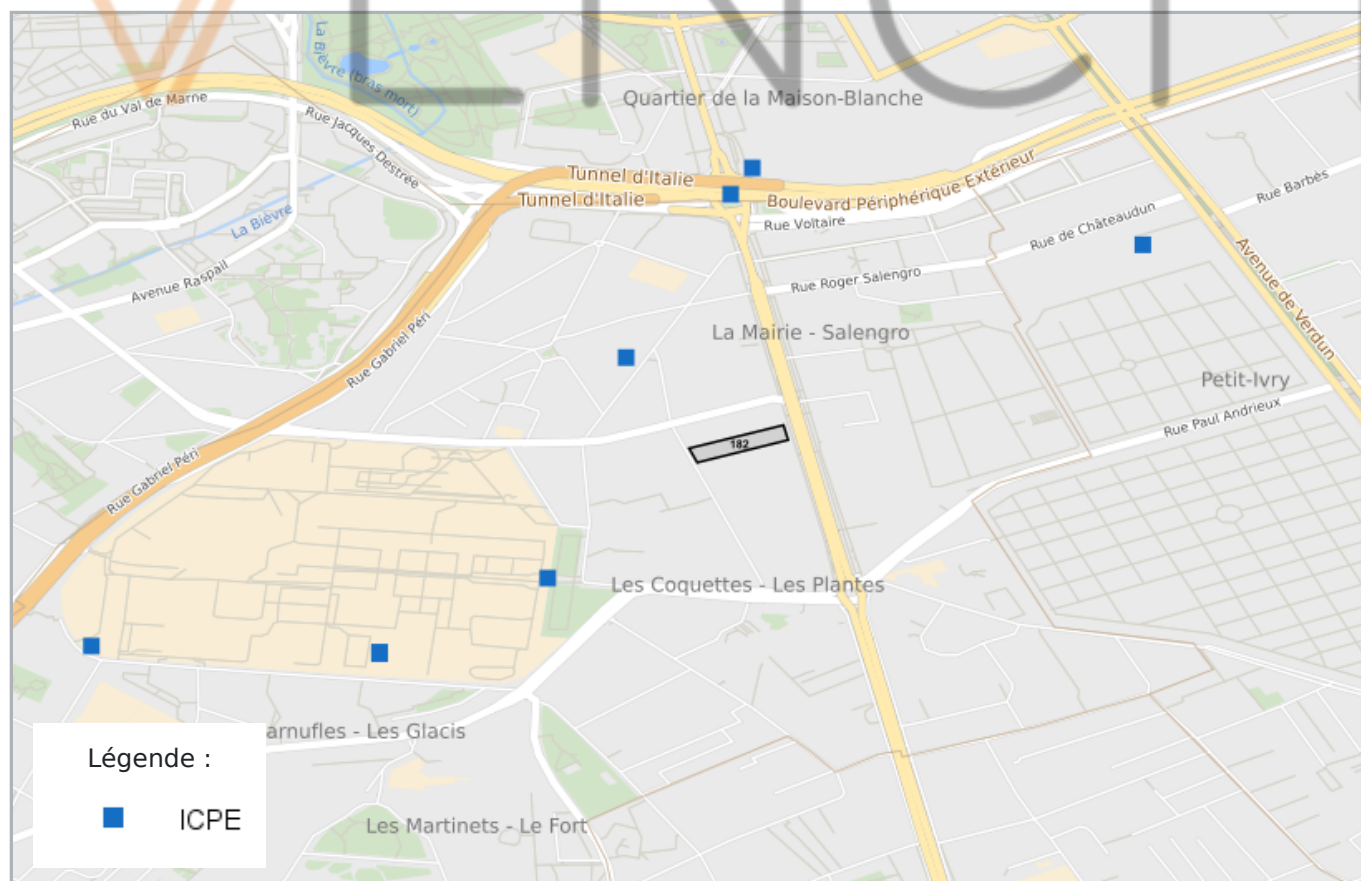 La Bièvre (bras mort)
Quartier de la Maison-Blanche
Rue du Val de Marne
Rue Jacques Destrée
Tunnel d'Italie
Tunnel d'Italie
Boulevard Périphérique Extérieur
Rue Voltaire
Rue Barbès
Rue de Châteaudun
La Bièvre
Avenue Raspail
Rue Roger Salengro
Avenue de Verdun
Rue Gabriel Péri
La Mairie - Salengro
Petit-Ivry
Rue Paul Andrieux
182
Rue Gabriel Péri
Les Coquettes - Les Plantes
arnufles - Les Glacis
Légende :
ICPE
Les Martinets - Le Fort